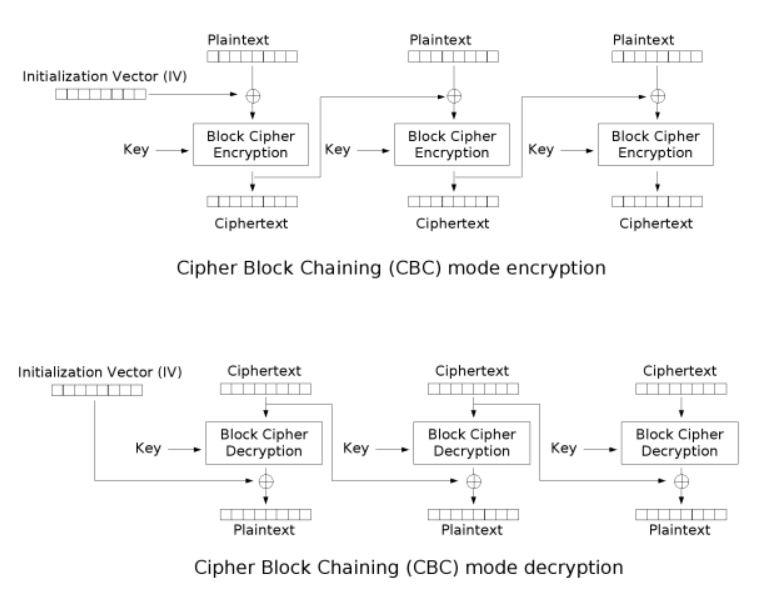 Plaintext Plaintext Plaintext
Initialization Vector (IV)
Key Block Cipher Encryption Key Block Cipher Encryption Key Block Cipher Encryption
Ciphertext Ciphertext Ciphertext
Cipher Block Chaining (CBC) mode encryption
Initialization Vector (IV) Ciphertext Ciphertext Ciphertext
Key Block Cipher Decryption Key Block Cipher Decryption Key Block Cipher Decryption
Plaintext Plaintext Plaintext
Cipher Block Chaining (CBC) mode decryption